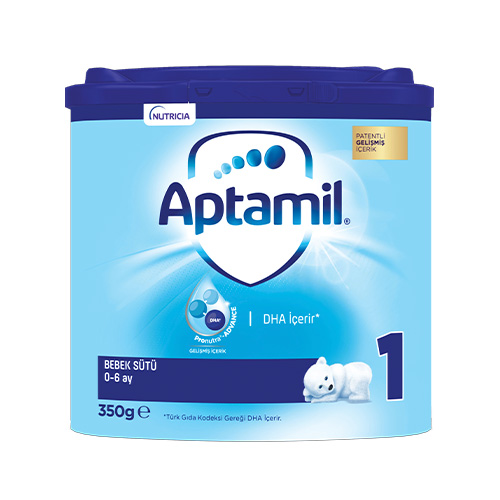 NUTRICIA
PATENTLİ
GELİŞMİŞ
İÇERİK
Aptamil®
DHA*
Pronutra™-ADVANCE
GELİŞMİŞ İÇERİK
DHA İçerir*
BEBEK SÜTÜ
0-6 ay
1
350g e
*Türk Gıda Kodeksi Gereği DHA İçerir.